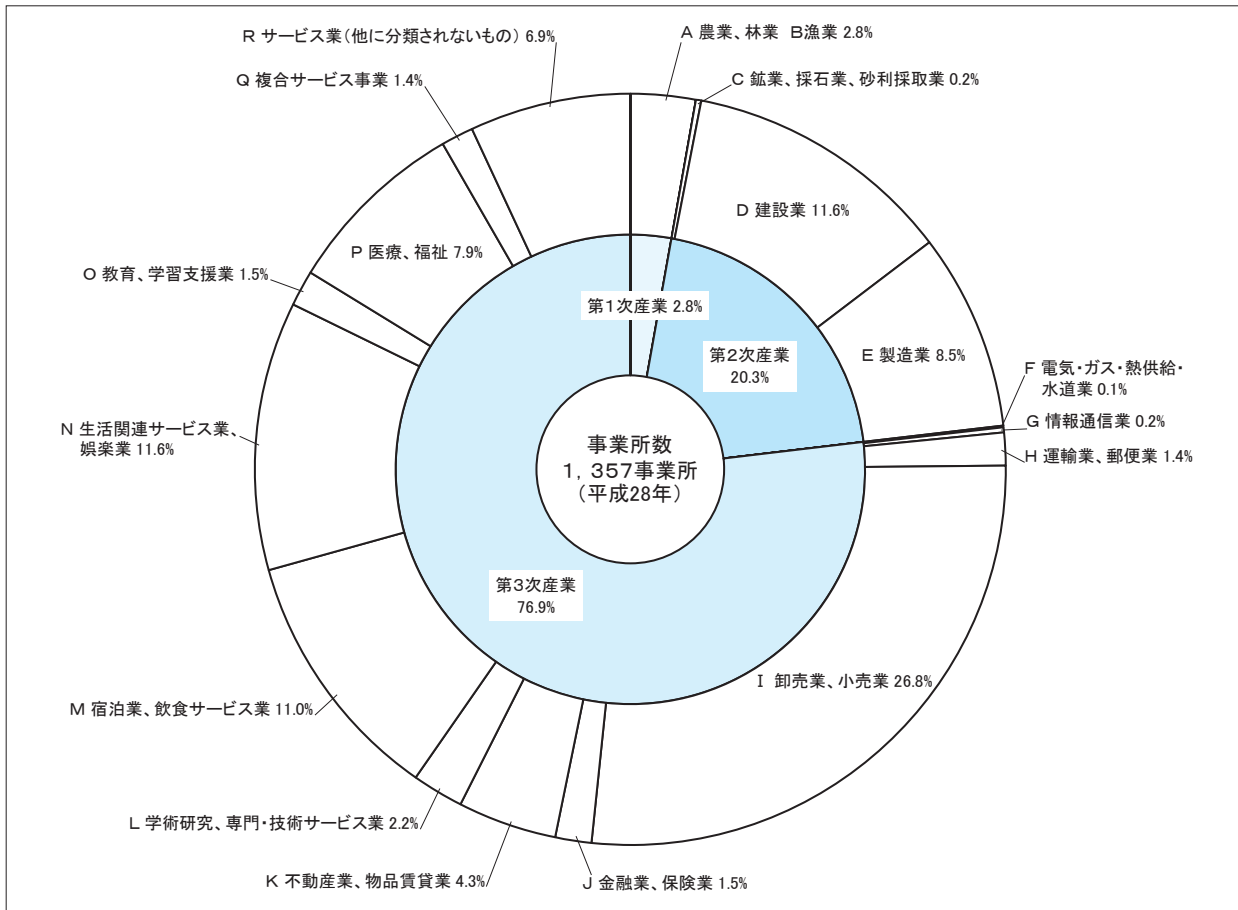 R サービス業(他に分類されないもの) 6.9%
A 農業、林業 B漁業 2.8%
Q 複合サービス事業 1.4%
C 鉱業、採石業、砂利採取業 0.2%
D 建設業 11.6%
P 医療、福祉 7.9%
O 教育、学習支援業 1.5%
第1次産業 2.8%
第2次産業
20.3%
E 製造業 8.5%
F 電気・ガス・熱供給・
水道業 0.1%
G 情報通信業 0.2%
H 運輸業、郵便業 1.4%
N 生活関連サービス業、
娯楽業 11.6%
事業所数
1,357事業所
(平成28年)
第3次産業
76.9%
I 卸売業、小売業 26.8%
M 宿泊業、飲食サービス業 11.0%
L 学術研究、専門・技術サービス業 2.2%
K 不動産業、物品賃貸業 4.3%
J 金融業、保険業 1.5%